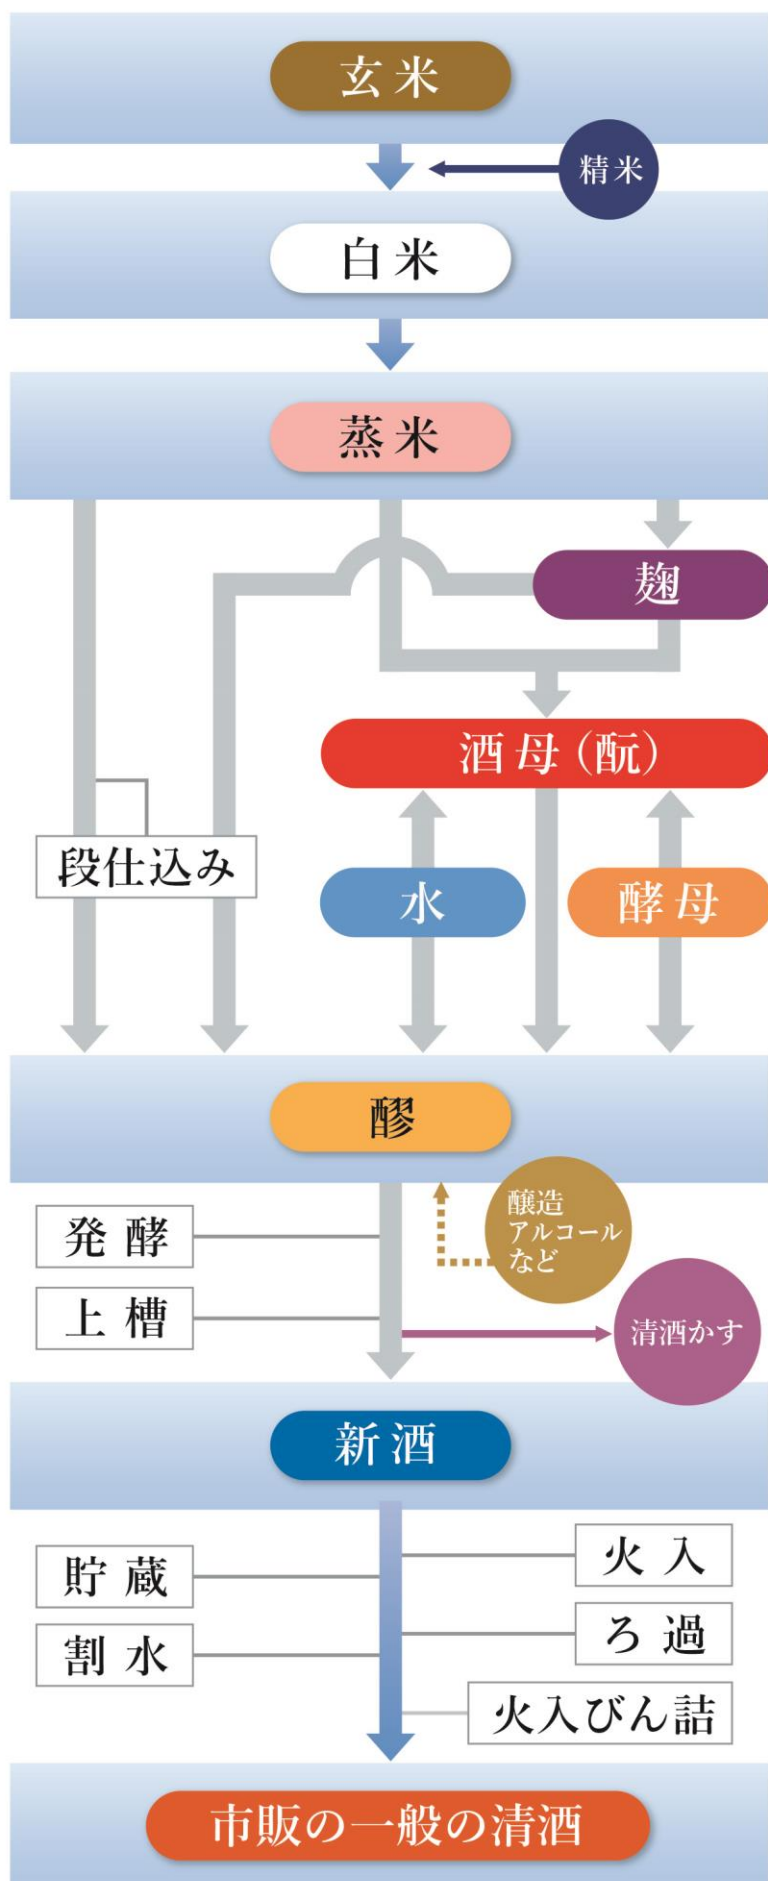 玄米
精米
白米
蒸米
麹
酒母(酛)
段仕込み
水
酵母
醪
醸造
アルコール
など
発酵
上槽
清酒かす
新酒
火入
貯蔵
ろ過
割水
火入びん詰
市販の一般の清酒